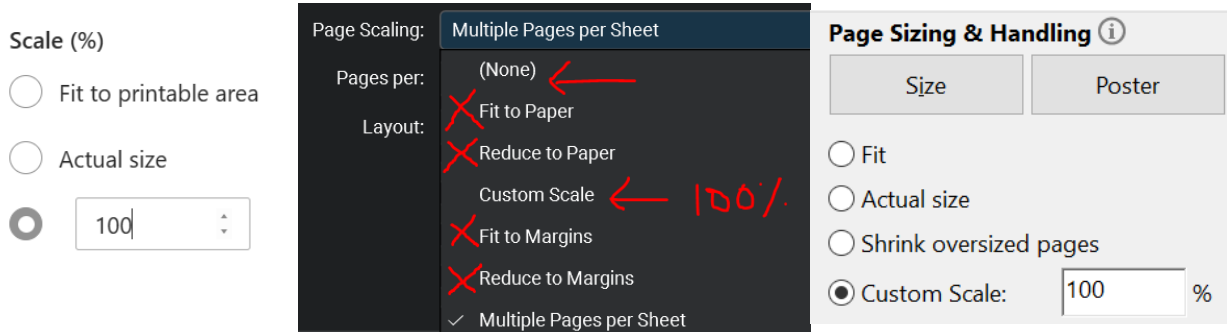 Scale (%)
Fit to printable area
Actual size
100
Page Scaling:
Multiple Pages per Sheet
Pages per:
Layout:
(None)
Fit to Paper
Reduce to Paper
Custom Scale
100%
Fit to Margins
Reduce to Margins
Multiple Pages per Sheet
Page Sizing & Handling
Size
Poster
Fit
Actual size
Shrink oversized pages
Custom Scale: 100 %